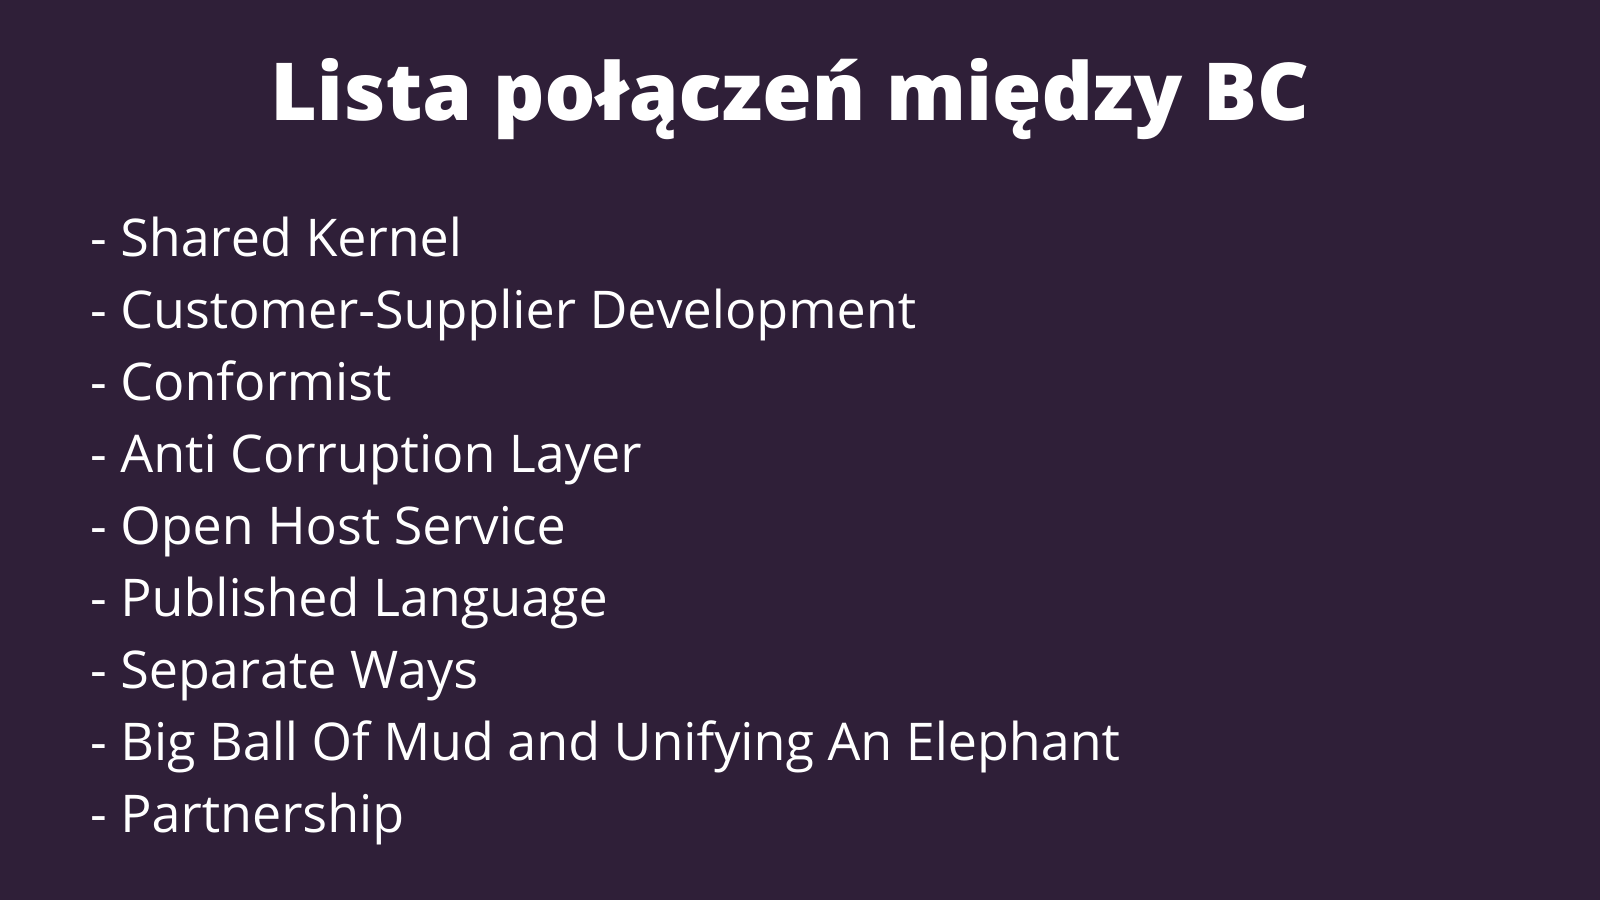 Lista połączeń między BC
- Shared Kernel
- Customer-Supplier Development
- Conformist
- Anti Corruption Layer
- Open Host Service
- Published Language
- Separate Ways
- Big Ball Of Mud and Unifying An Elephant
- Partnership